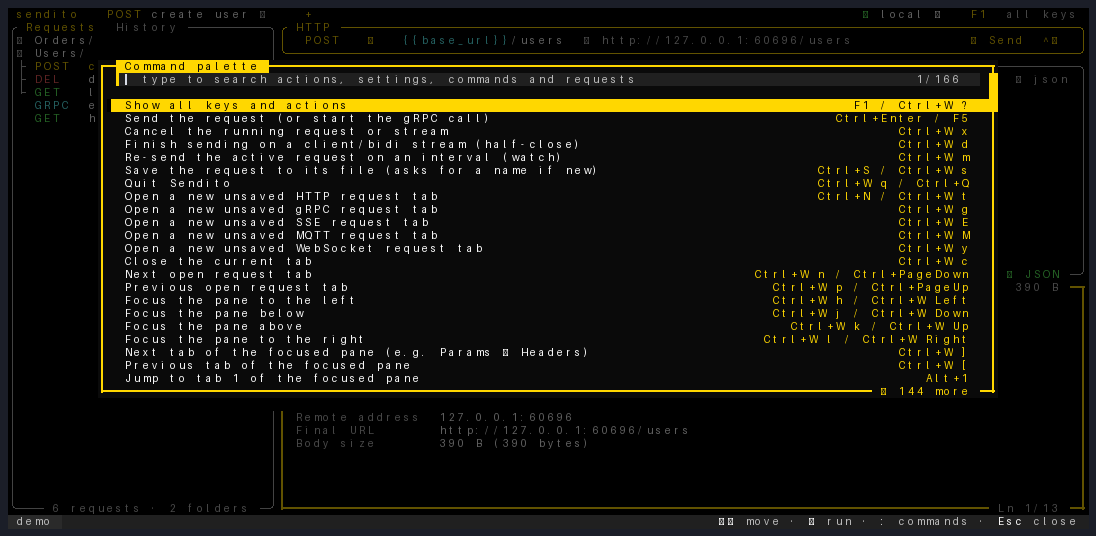 sendito POST create user + local F1 all keys
Requests History HTTP
Orders/ POST {{base_url}}/users http://127.0.0.1:60696/users Send
Users/
POST c Command palette
DEL d type to search actions, settings, commands and requests 1/166 json
GET l
GRPC e Show all keys and actions F1 / Ctrl+W ?
GET h Send the request (or start the gRPC call) Ctrl+Enter / F5
Cancel the running request or stream Ctrl+W x
Finish sending on a client/bidi stream (half-close) Ctrl+W d
Re-send the active request on an interval (watch) Ctrl+W m
Save the request to its file (asks for a name if new) Ctrl+S / Ctrl+W s
Quit Sendito Ctrl+W q / Ctrl+Q
Open a new unsaved HTTP request tab Ctrl+N / Ctrl+W t
Open a new unsaved gRPC request tab Ctrl+W g
Open a new unsaved SSE request tab Ctrl+W E
Open a new unsaved MQTT request tab Ctrl+W M
Open a new unsaved WebSocket request tab Ctrl+W y
Close the current tab Ctrl+W c
Next open request tab Ctrl+W n / Ctrl+PageDown JSON
Previous open request tab Ctrl+W p / Ctrl+PageUp 390 B
Focus the pane to the left Ctrl+W h / Ctrl+W Left
Focus the pane below Ctrl+W j / Ctrl+W Down
Focus the pane above Ctrl+W k / Ctrl+W Up
Focus the pane to the right Ctrl+W l / Ctrl+W Right
Next tab of the focused pane (e.g. Params Headers) Ctrl+W ]
Previous tab of the focused pane Ctrl+W [
Jump to tab 1 of the focused pane Alt+1
144 more
Remote address 127.0.0.1:60696
Final URL http://127.0.0.1:60696/users
Body size 390 B (390 bytes)
6 requests · 2 folders Ln 1/13
demo move · run · : commands · Esc close